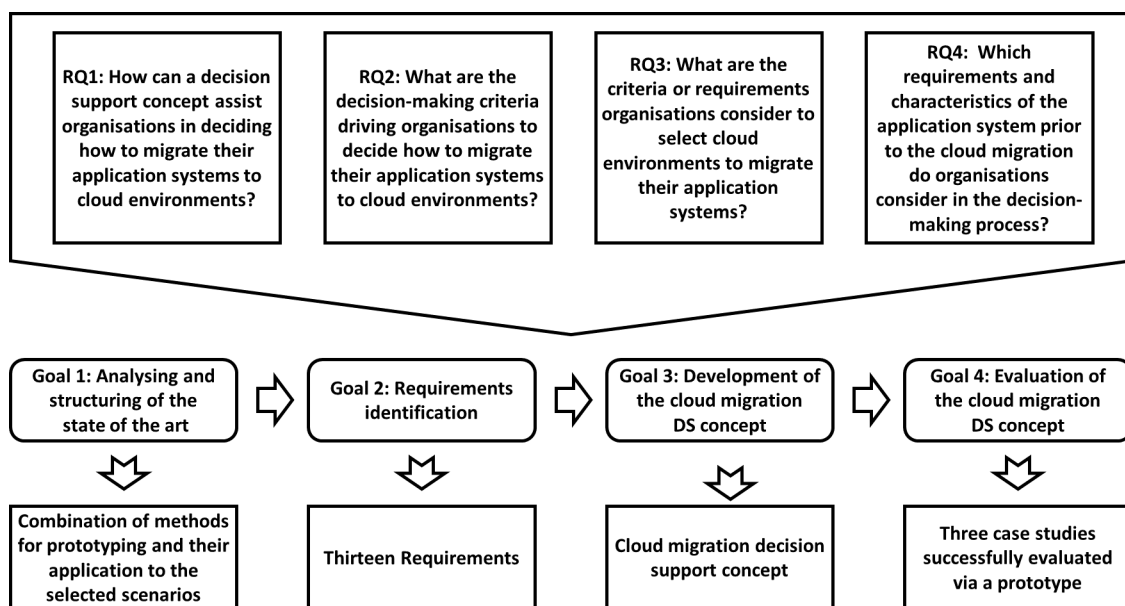 RQ1: How can a decision
support concept assist
organisations in deciding
how to migrate their
application systems to
cloud environments?
RQ2: What are the
decision-making criteria
driving organisations to
decide how to migrate
their application systems
to cloud environments?
RQ3: What are the
criteria or requirements
organisations consider to
select cloud
environments to migrate
their application
systems?
RQ4:  Which
requirements and
characteristics of the
application system prior
to the cloud migration
do organisations
consider in the decision-
making process?
Goal 1: Analysing and
structuring of the
state of the art
Goal 2: Requirements
identification
Goal 3: Development of
the cloud migration
DS concept
Goal 4: Evaluation of
the cloud migration
DS concept
Combination of methods
for prototyping and their
application to the
selected scenarios
Thirteen Requirements
Cloud migration decision
support concept
Three case studies
successfully evaluated
via a prototype